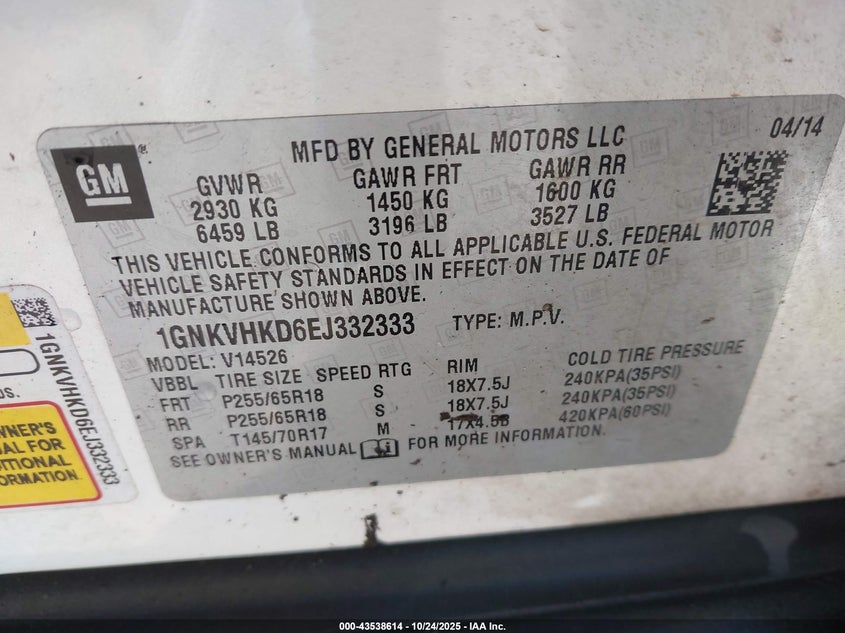 GM
MFD BY GENERAL MOTORS LLC
04/14
GVWR GAWR FRT GAWR RR
2930 KG 1450 KG 1600 KG
6459 LB 3196 LB 3527 LB
THIS VEHICLE CONFORMS TO ALL APPLICABLE U.S. FEDERAL MOTOR
VEHICLE SAFETY STANDARDS IN EFFECT ON THE DATE OF
MANUFACTURE SHOWN ABOVE.
1GNKVHKD6EJ332333 TYPE: M.P.V.
MODEL: V14526
VBBL TIRE SIZE SPEED RTG RIM COLD TIRE PRESSURE
FRT P255/65R18 S 18X7.5J 240KPA(35PSI)
RR P255/65R18 S 18X7.5J 240KPA(35PSI)
SPA T145/70R17 M 17X4.5B 420KPA(60PSI)
SEE OWNER'S MANUAL i FOR MORE INFORMATION.
1GNKVHKD6EJ332333
OWNER'S
FOR
ORMATION
000-43538614 - 10/24/2025 - IAA Inc.